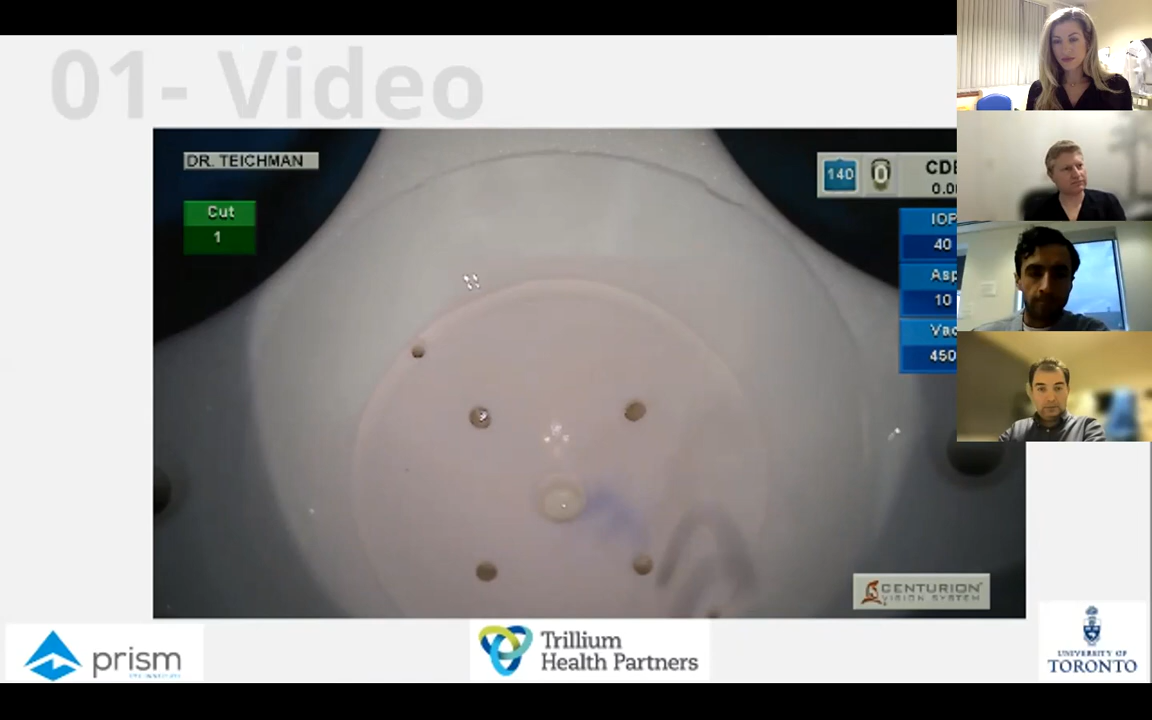 01- Video
DR. TEICHMAN
Cut
1
140
0
CDE
0.00
IOP
40
Asp
10
Vac
450
CENTURION
VISION SYSTEM
prism
Trillium
Health Partners
UNIVERSITY OF
TORONTO